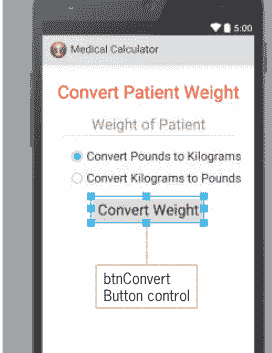 5:00
Medical Calculator
Convert Patient Weight
Weight of Patient
Convert Pounds to Kilograms
Convert Kilograms to Pounds
Convert Weight
btnConvert
Button control